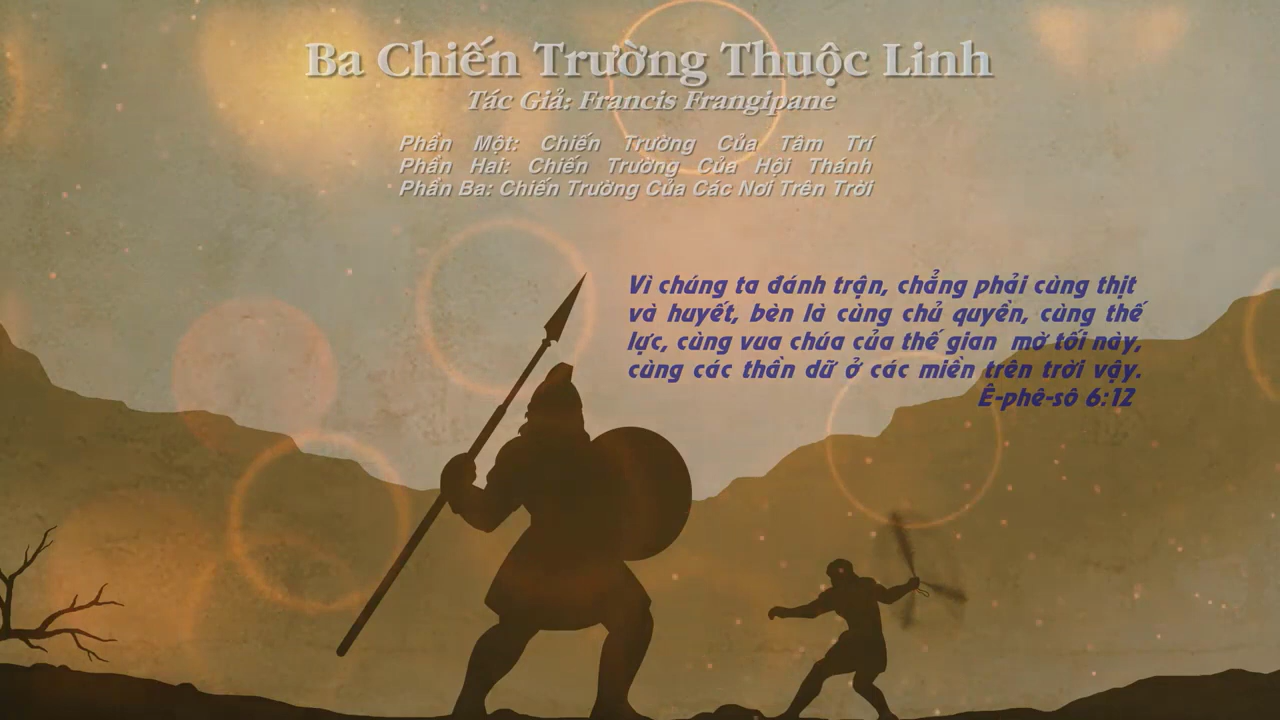 Ba Chiến Trường Thuộc Linh
Tác Giả: Francis Frangipane
Phần Một: Chiến Trường Của Tâm Trí
Phần Hai: Chiến Trường Của Hội Thánh
Phần Ba: Chiến Trường Của Các Nơi Trên Trời
Vì chúng ta đánh trận, chẳng phải cùng thịt
và huyết, bèn là cùng chủ quyền, cùng thế
lực, cùng vua chúa của thế gian mờ tối này,
cùng các thần dữ ở các miền trên trời vậy.
Ê-phê-sô 6:12